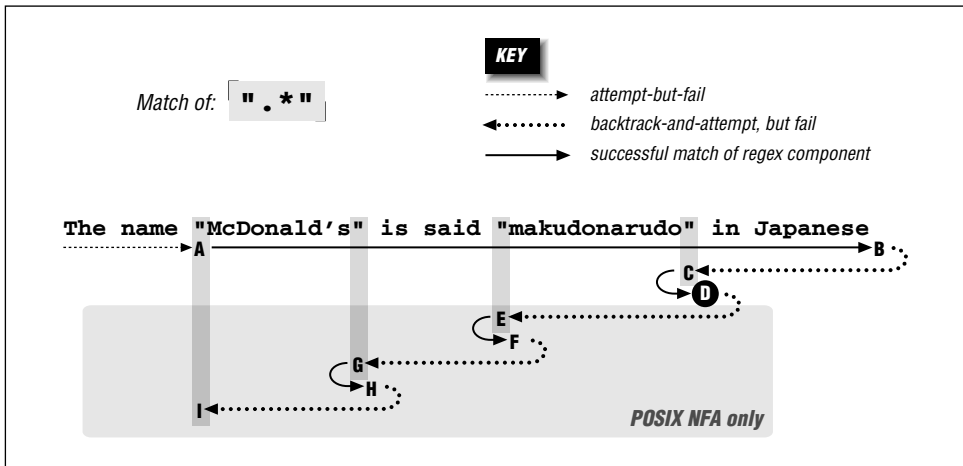 KEY
Match of: ".*"
attempt-but-fail
backtrack-and-attempt, but fail
successful match of regex component
The name "McDonald's" is said "makudonarudo" in Japanese
A B
C
D
E
F
G
H
I
POSIX NFA only